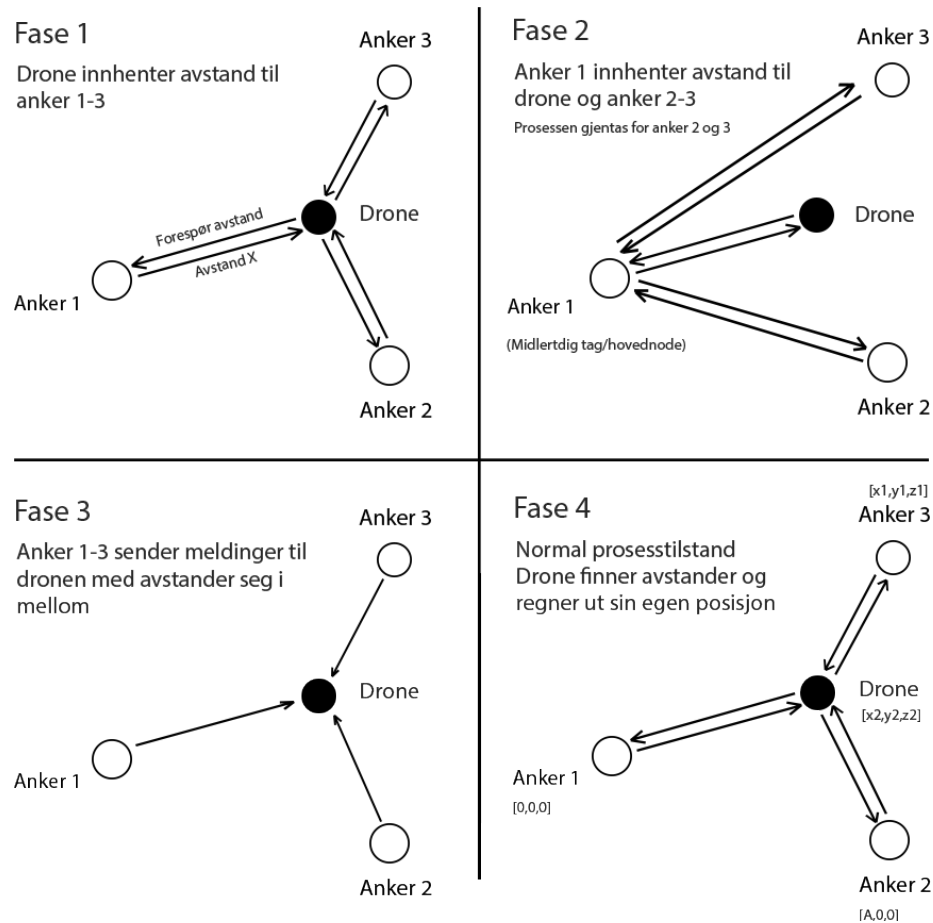 Fase 1
Drone innhenter avstand til
anker 1-3
Anker 3
Forespør avstand
Avstand X
Drone
Anker 1
Anker 2
Fase 2
Anker 1 innhenter avstand til
drone og anker 2-3
Prosessen gjentas for anker 2 og 3
Anker 3
Drone
Anker 1
(Midlertdig tag/hovednode)
Anker 2
Fase 3
Anker 1-3 sender meldinger til
dronen med avstander seg i
mellom
Anker 3
Drone
Anker 1
Anker 2
Fase 4
Normal prosesstilstand
Drone finner avstander og
regner ut sin egen posisjon
[x1,y1,z1]
Anker 3
Drone
[x2,y2,z2]
Anker 1
[0,0,0]
Anker 2
[A,0,0]